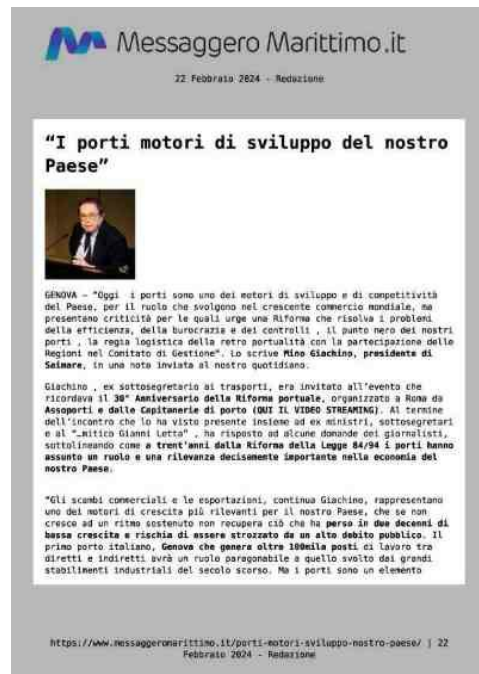 Messaggero Marittimo.it
22 Febbraio 2024 - Redazione
“I porti motori di sviluppo del nostro
Paese”
GENOVA – “Oggi i porti sono uno dei motori di sviluppo e di competitività
del Paese, per il ruolo che svolgono nel crescente commercio mondiale, ma
presentano criticità per le quali urge una Riforma che risolva i problemi
della efficienza, della burocrazia e dei controlli , il punto nero dei nostri
porti , la regia logistica della retro portualità con la partecipazione delle
Regioni nel Comitato di Gestione”. Lo scrive Mino Giachino, presidente di
Saimare, in una nota inviata al nostro quotidiano.
Giachino , ex sottosegretario ai trasporti, era invitato all’evento che
ricordava il 30° Anniversario della Riforma portuale, organizzato a Roma da
Assoporti e dalle Capitanerie di porto (QUI IL VIDEO STREAMING). Al termine
dell’incontro che lo ha visto presente insieme ad ex ministri, sottosegretari
e al “…mitico Gianni Letta” , ha risposto ad alcune domande dei giornalisti,
sottolineando come a trent’anni dalla Riforma della Legge 84/94 i porti hanno
assunto un ruolo e una rilevanza decisamente importante nella economia del
nostro Paese.
“Gli scambi commerciali e le esportazioni, continua Giachino, rappresentano
uno dei motori di crescita più rilevanti per il nostro Paese, che se non
cresce ad un ritmo sostenuto non recupera ciò che ha perso in due decenni di
bassa crescita e rischia di essere strozzato da un alto debito pubblico. Il
primo porto italiano, Genova che genera oltre 100mila posti di lavoro tra
diretti e indiretti avrà un ruolo paragonabile a quello svolto dai grandi
stabilimenti industriali del secolo scorso. Ma i porti sono un elemento
https://www.messaggeromarittimo.it/porti-motori-sviluppo-nostro-paese/ | 22
Febbraio 2024 - Redazione